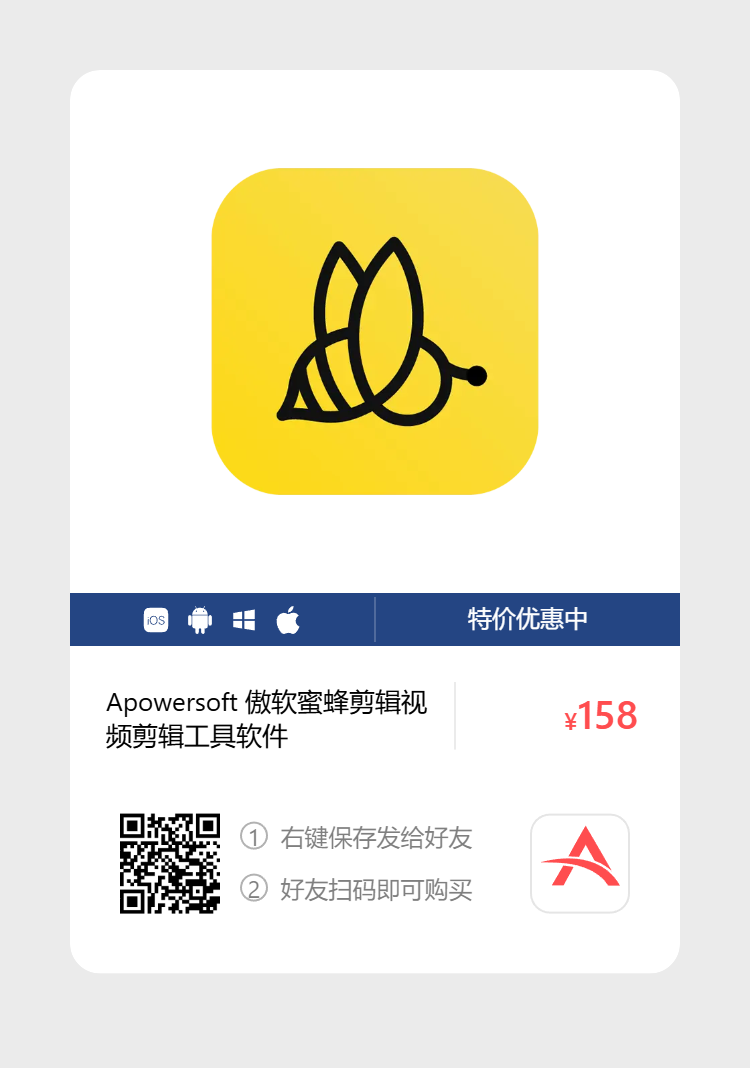 iOS
特价优惠中
Apowersoft 傲软蜜蜂剪辑视
频剪辑工具软件
¥158
① 右键保存发给好友
② 好友扫码即可购买